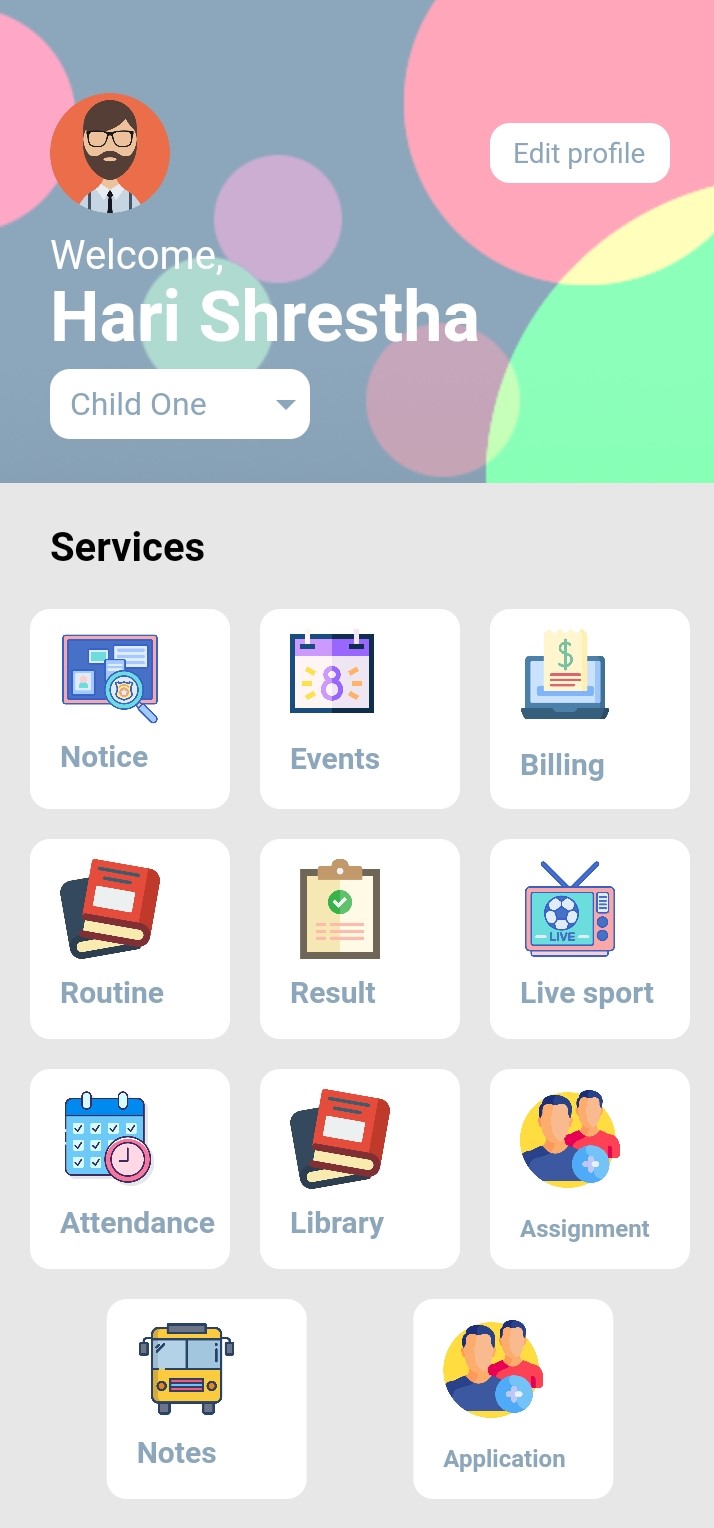 Edit profile
Welcome,
Hari Shrestha
Child One
Services
8
$
Notice
Events
Billing
LIVE
Routine
Result
Live sport
Attendance
Library
Assignment
Notes
Application